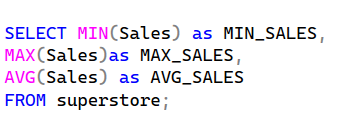 SELECT MIN(Sales) as MIN_SALES,
MAX(Sales)as MAX_SALES,
AVG(Sales) as AVG_SALES
FROM superstore;